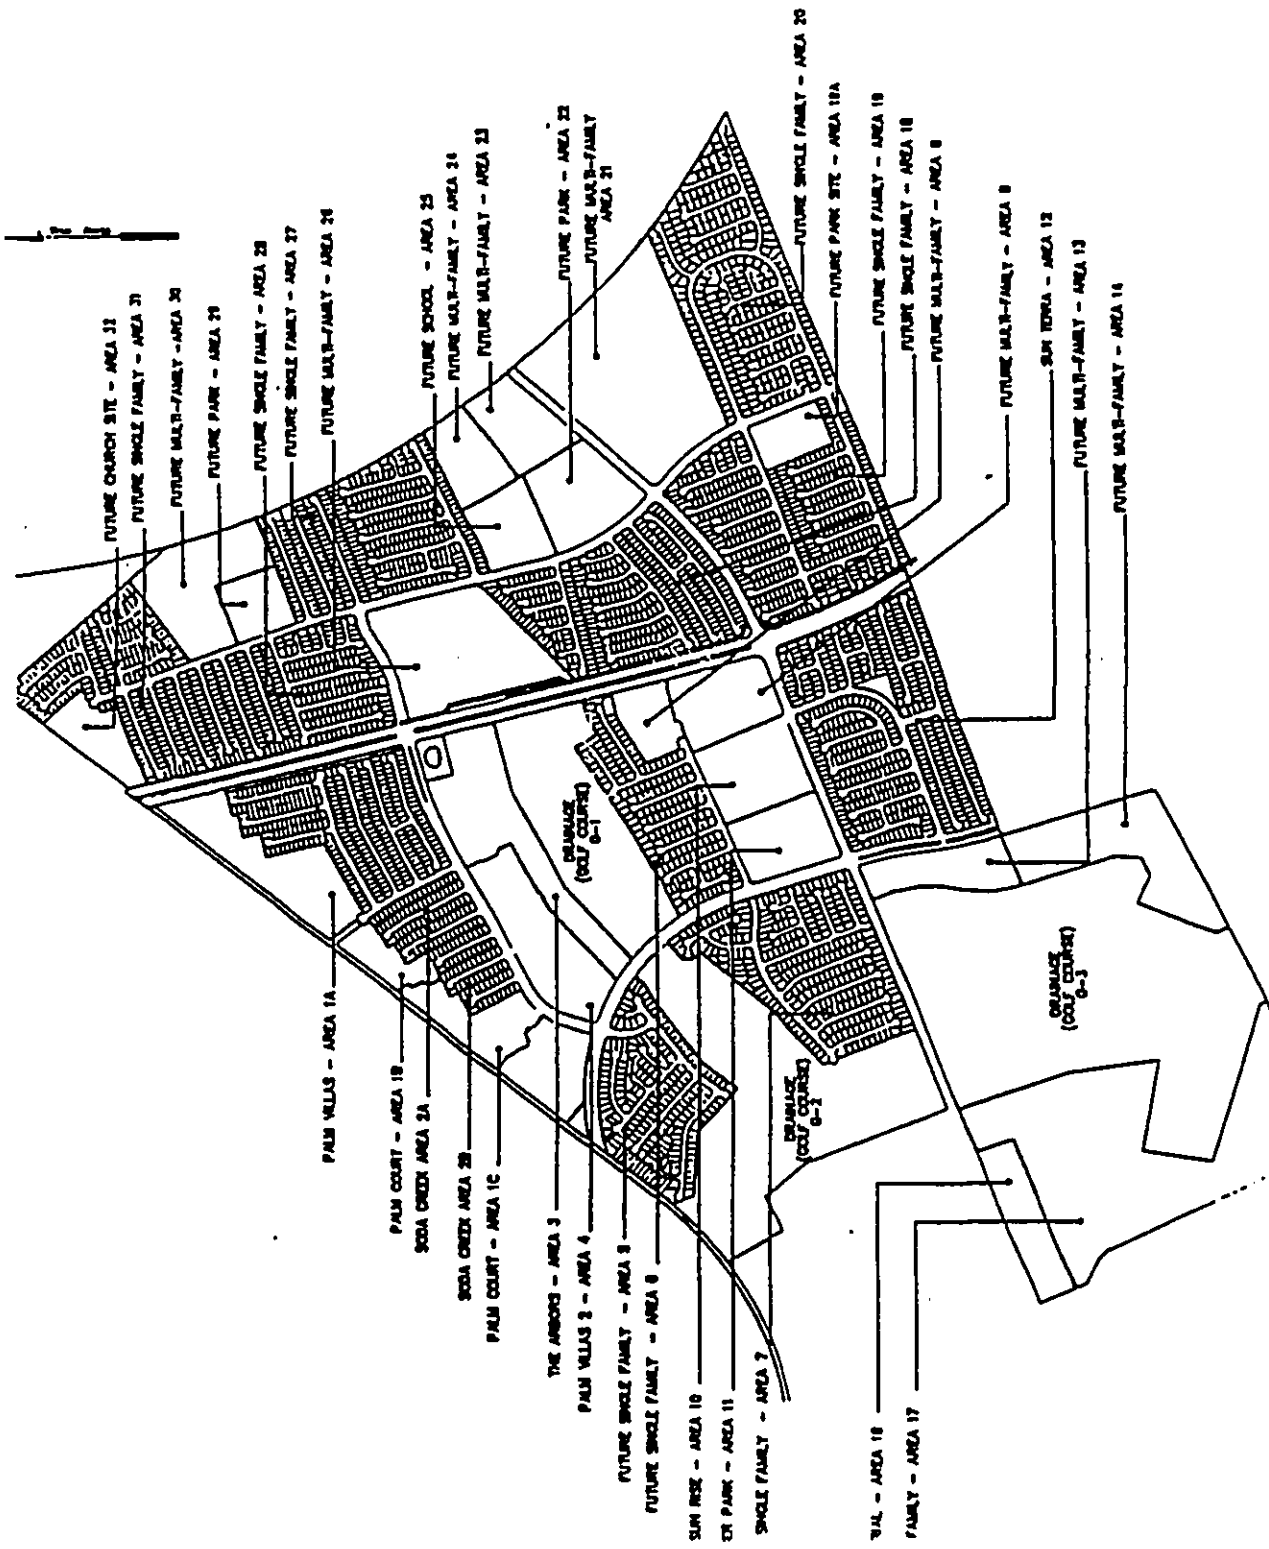 FUTURE CHURCH SITE - AREA 32
FUTURE SINGLE FAMILY - AREA 31
FUTURE MULTI-FAMILY - AREA 30
FUTURE PARK - AREA 29
FUTURE SINGLE FAMILY - AREA 28
FUTURE SINGLE FAMILY - AREA 27
FUTURE MULTI-FAMILY - AREA 26
FUTURE SCHOOL - AREA 25
FUTURE MULTI-FAMILY - AREA 24
FUTURE MULTI-FAMILY - AREA 23
FUTURE PARK - AREA 22
FUTURE MULTI-FAMILY
AREA 21
FUTURE SINGLE FAMILY - AREA 20
FUTURE PARK SITE - AREA 19A
FUTURE SINGLE FAMILY - AREA 19
FUTURE SINGLE FAMILY - AREA 18
FUTURE MULTI-FAMILY - AREA
FUTURE MULTI-FAMILY - AREA
SUN TERRA - AREA 12
FUTURE MULTI-FAMILY - AREA 13
FUTURE MULTI-FAMILY - AREA 14
PALM VILLAS - AREA 1A
PALM COURT - AREA 1B
SODA CREEK AREA 2A
SODA CREEK AREA 2B
PALM COURT - AREA 1C
THE ARBORS - AREA 3
PALM VILLAS 2 - AREA 4
FUTURE SINGLE FAMILY - AREA 5
FUTURE SINGLE FAMILY - AREA 6
SUN RISE - AREA 10
ER PARK - AREA 11
SINGLE FAMILY - AREA 7
IAL - AREA 16
FAMILY - AREA 17
DRAINAGE
(GOLF COURSE)
G-1
DRAINAGE
(GOLF COURSE)
G-2
DRAINAGE
(GOLF COURSE)
G-3